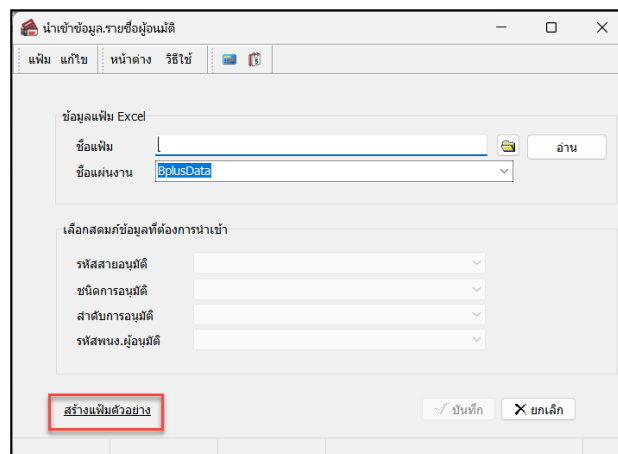 นำเข้าข้อมูล.รายชื่อผู้อนมัติ
แฟ้ม แก้ไข หน้าต่าง วิธีใช้
ข้อมูลแฟ้ม Excel
ชื่อแฟ้ม อ่าน
ชื่อแผ่นงาน BplusData
เลือกสดมภ์ข้อมูลที่ต้องการนำเข้า
รหัสสายอนุมัติ
ชนิดการอนุมัติ
ลำดับการอนุมัติ
รหัสพนง.ผู้อนุมัติ
สร้างแฟ้มตัวอย่าง บันทึก ยกเลิก